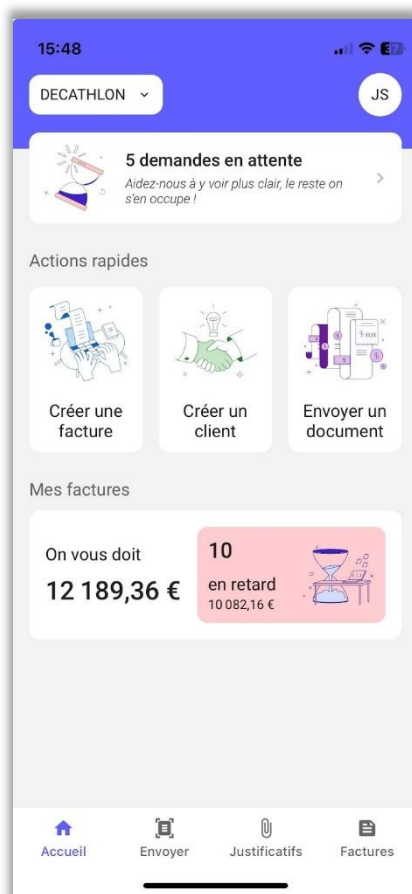 15:48
37
DECATHLON
JS
5 demandes en attente
Aidez-nous à y voir plus clair, le reste on
s'en occupe !
Actions rapides
Créer une
facture
Créer un
client
Envoyer un
document
Mes factures
On vous doit
12 189,36 €
10
en retard
10 082,16 €
Accueil
Envoyer
Justificatifs
Factures